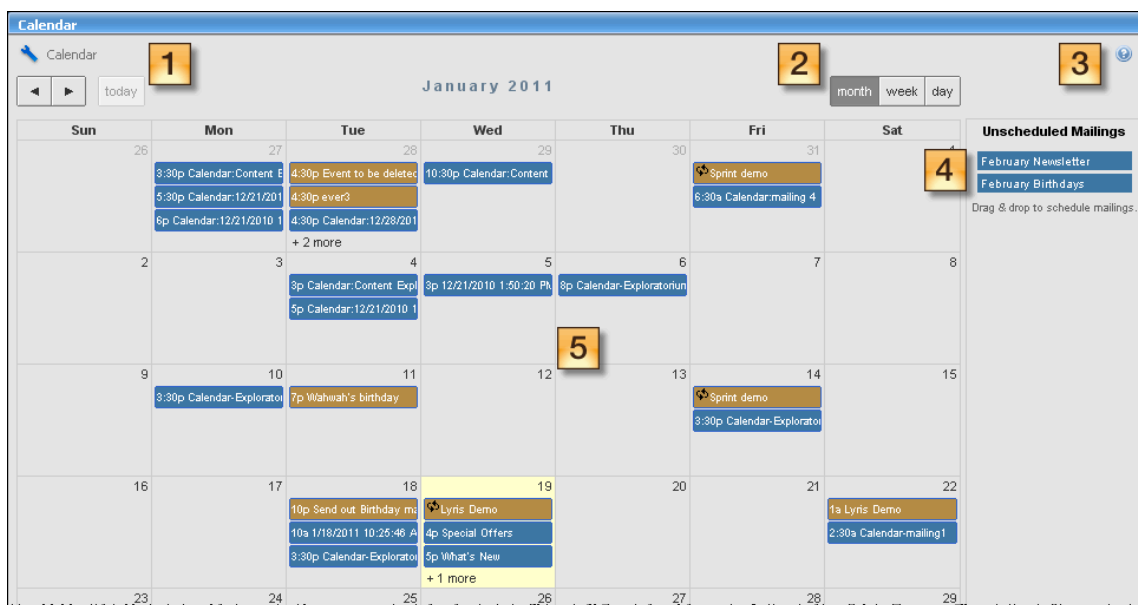 Calendar
Calendar
1
2
3
today
January 2011
month week day
Sun Mon Tue Wed Thu Fri Sat
Unscheduled Mailings
26 27 28 29 30 31
4
February Newsletter
February Birthdays
Drag & drop to schedule mailings.
3:30p Calendar:Content E
5:30p Calendar:12/21/201
6p Calendar:12/21/2010 1
4:30p Event to be deleted
4:30p ever3
4:30p Calendar:12/28/201
+ 2 more
10:30p Calendar:Content
Sprint demo
6:30a Calendar:mailing 4
2 3 4 5 6 7 8
3p Calendar:Content Expl
5p Calendar:12/21/2010 1
3p 12/21/2010 1:50:20 PM
8p Calendar-Exploratoriun
5
9 10 11 12 13 14 15
3:30p Calendar-Explorator
7p Wahwah's birthday
Sprint demo
3:30p Calendar-Explorator
16 17 18 19 20 21 22
10p Send out Birthday ma
10a 1/18/2011 10:25:46 A
3:30p Calendar-Explorator
Lyris Demo
4p Special Offers
5p What's New
+ 1 more
1a Lyris Demo
2:30a Calendar-mailing1
23 24 25 26 27 28 29